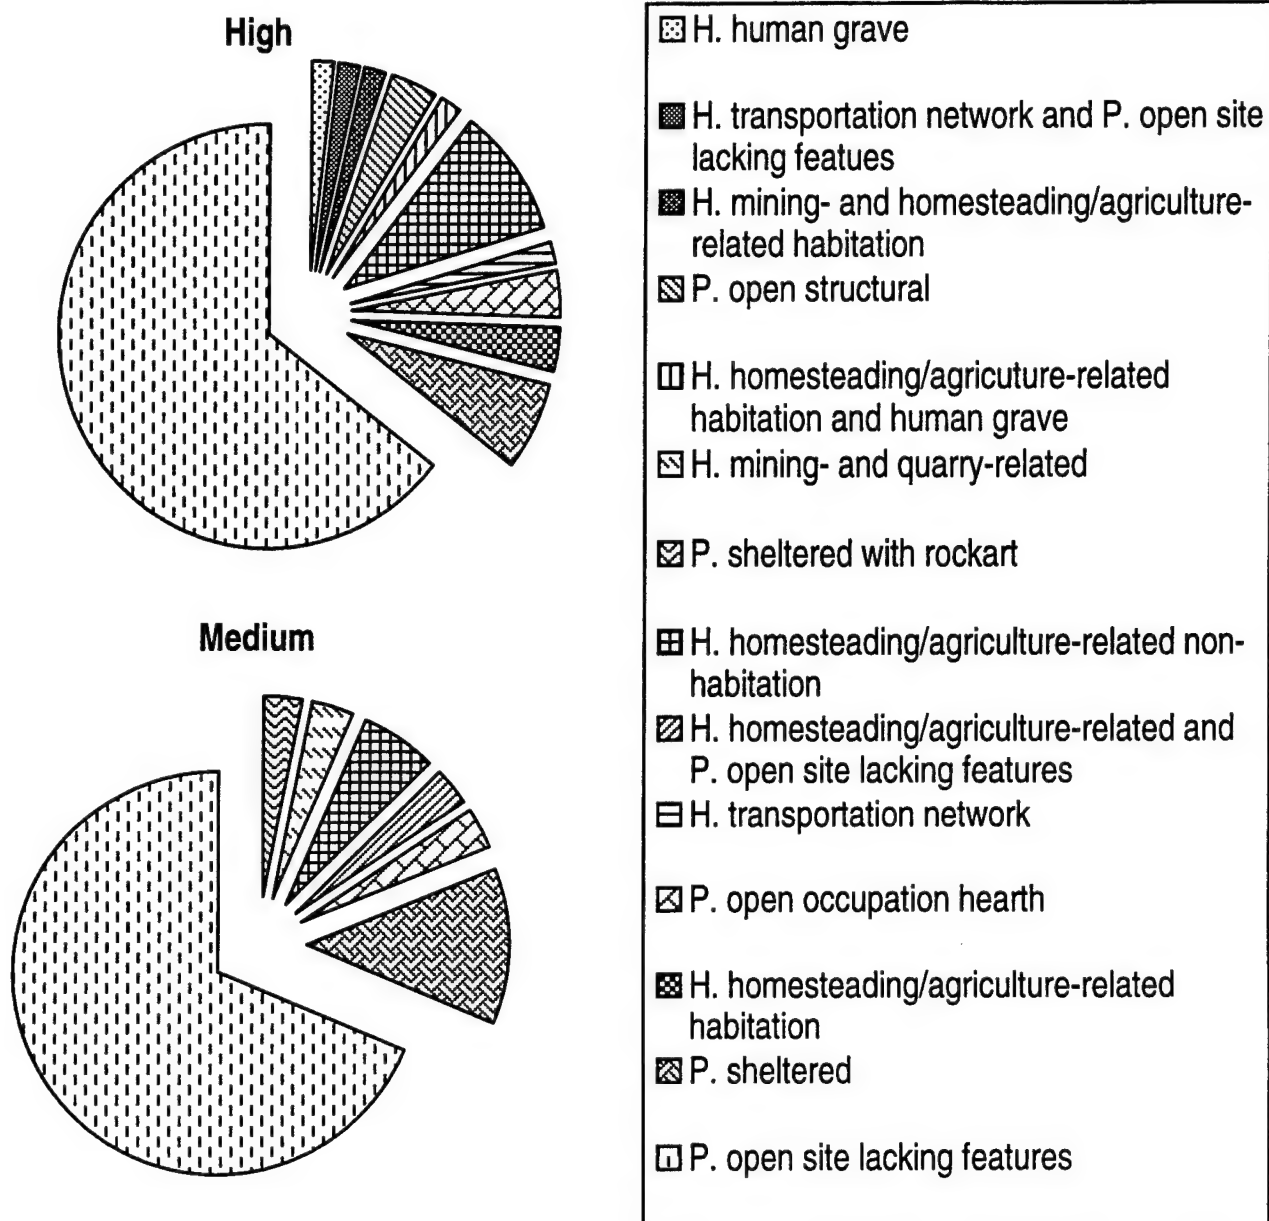 High
Medium
H. human grave
H. transportation network and P. open site
lacking featues
H. mining- and homesteading/agriculture-
related habitation
P. open structural
H. homesteading/agricuture-related
habitation and human grave
H. mining- and quarry-related
P. sheltered with rockart
H. homesteading/agriculture-related non-
habitation
H. homesteading/agriculture-related and
P. open site lacking features
H. transportation network
P. open occupation hearth
H. homesteading/agriculture-related
habitation
P. sheltered
P. open site lacking features